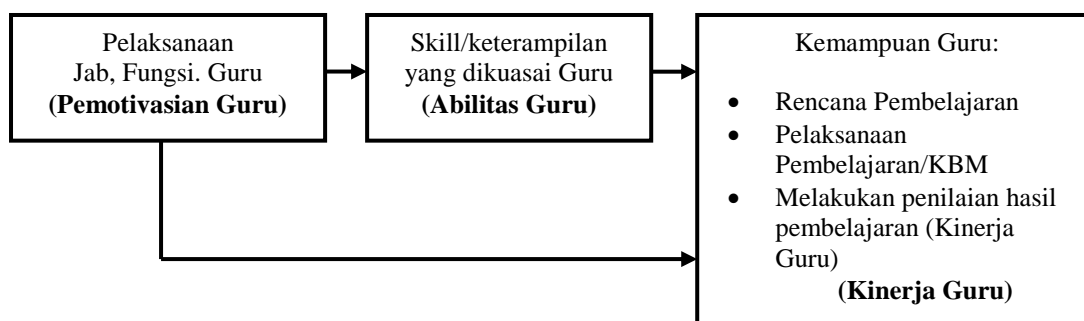 Pelaksanaan
Jab, Fungsi. Guru
(Pemotivasian Guru)
Skill/keterampilan
yang dikuasai Guru
(Abilitas Guru)
Kemampuan Guru:
• Rencana Pembelajaran
• Pelaksanaan
Pembelajaran/KBM
• Melakukan penilaian hasil
pembelajaran (Kinerja
Guru)
(Kinerja Guru)